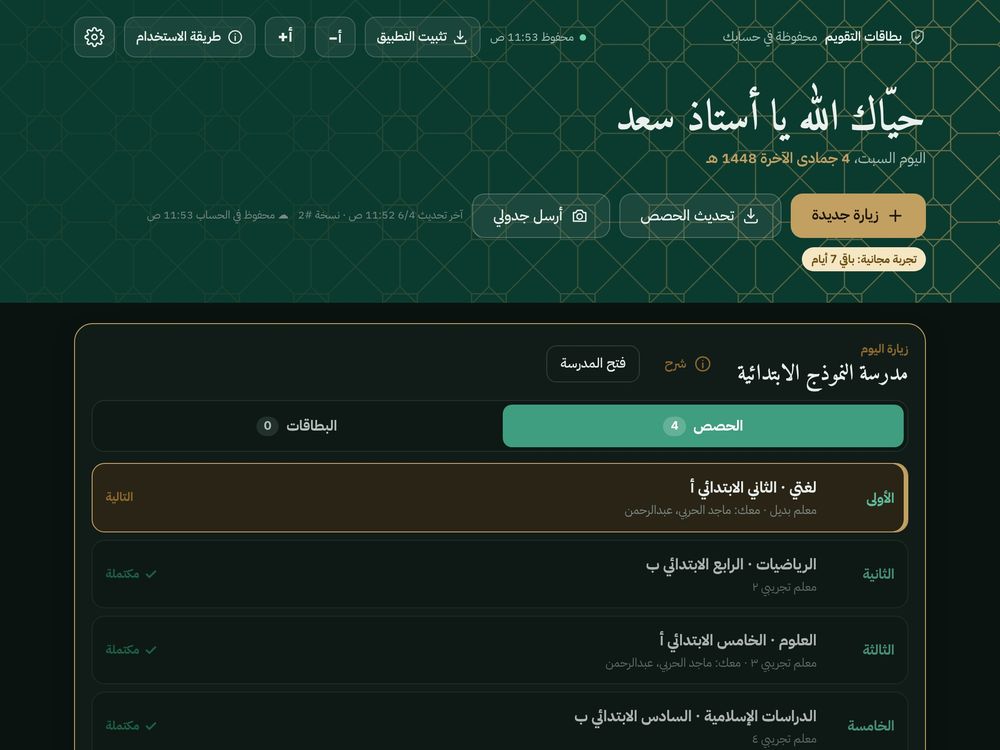 بطاقات التقويم محفوظة في حسابك
محفوظ 11:53 ص
تثبيت التطبيق
أ−
أ+
طريقة الاستخدام
حيّاك الله يا أستاذ سعد
اليوم السبت، 4 جمادى الآخرة 1448 هـ
زيارة جديدة
تحديث الحصص
أرسل جدولي
آخر تحديث 6/4 11:52 ص · نسخة #2
محفوظ في الحساب 11:53 ص
تجربة مجانية: باقي 7 أيام
زيارة اليوم
مدرسة النموذج الابتدائية
شرح
فتح المدرسة
الحصص 4
البطاقات 0
الأولى
لغتي · الثاني الابتدائي أ
معلم بديل · معك: ماجد الحربي، عبدالرحمن
التالية
الثانية
الرياضيات · الرابع الابتدائي ب
معلم تجريبي ٢
مكتملة
الثالثة
العلوم · الخامس الابتدائي أ
معلم تجريبي ٣ · معك: ماجد الحربي، عبدالرحمن
مكتملة
الخامسة
الدراسات الإسلامية · السادس الابتدائي ب
معلم تجريبي ٤
مكتملة